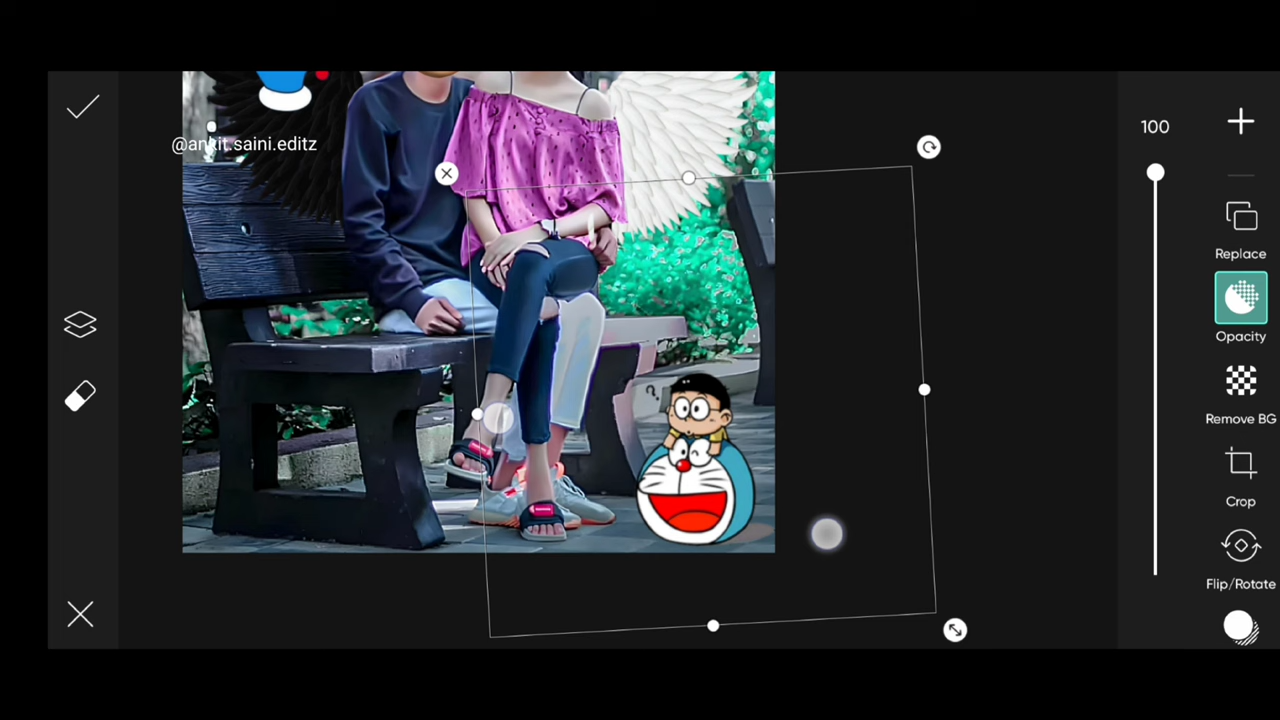 100
@ankit.saini.editz
Replace
Opacity
Remove BG
Crop
Flip/Rotate